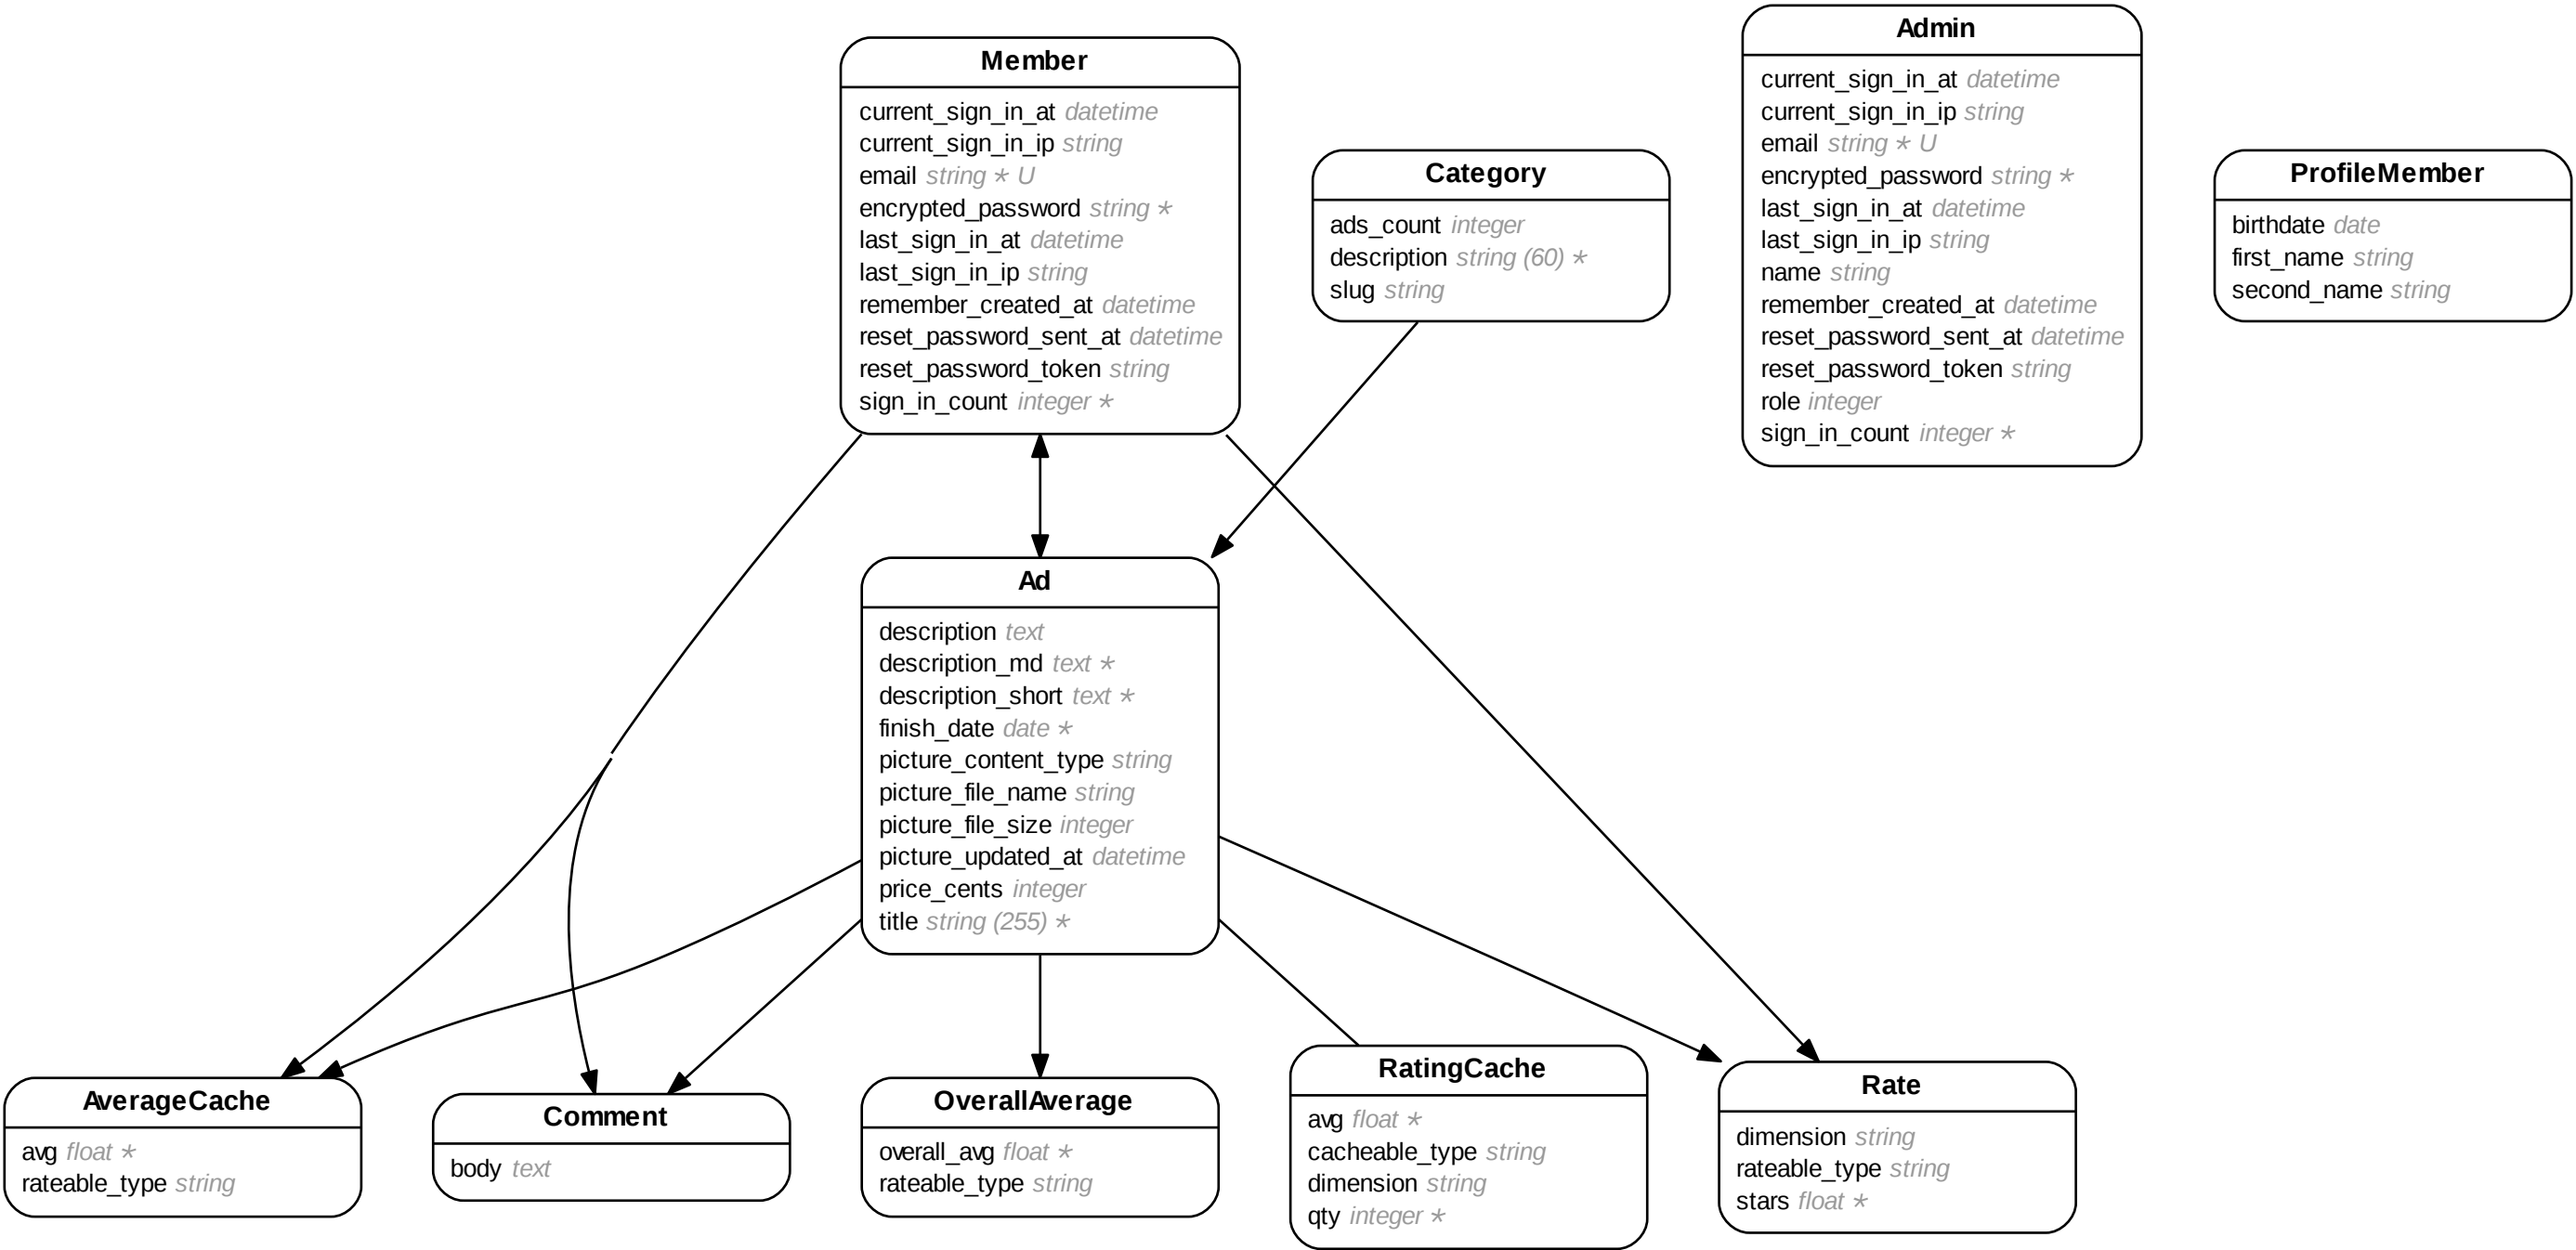 Member
current_sign_in_at datetime
current_sign_in_ip string
email string * U
encrypted_password string *
last_sign_in_at datetime
last_sign_in_ip string
remember_created_at datetime
reset_password_sent_at datetime
reset_password_token string
sign_in_count integer *
Category
ads_count integer
description string (60) *
slug string
Admin
current_sign_in_at datetime
current_sign_in_ip string
email string * U
encrypted_password string *
last_sign_in_at datetime
last_sign_in_ip string
name string
remember_created_at datetime
reset_password_sent_at datetime
reset_password_token string
role integer
sign_in_count integer *
ProfileMember
birthdate date
first_name string
second_name string
Ad
description text
description_md text *
description_short text *
finish_date date *
picture_content_type string
picture_file_name string
picture_file_size integer
picture_updated_at datetime
price_cents integer
title string (255) *
AverageCache
avg float *
rateable_type string
Comment
body text
OverallAverage
overall_avg float *
rateable_type string
RatingCache
avg float *
cacheable_type string
dimension string
qty integer *
Rate
dimension string
rateable_type string
stars float *